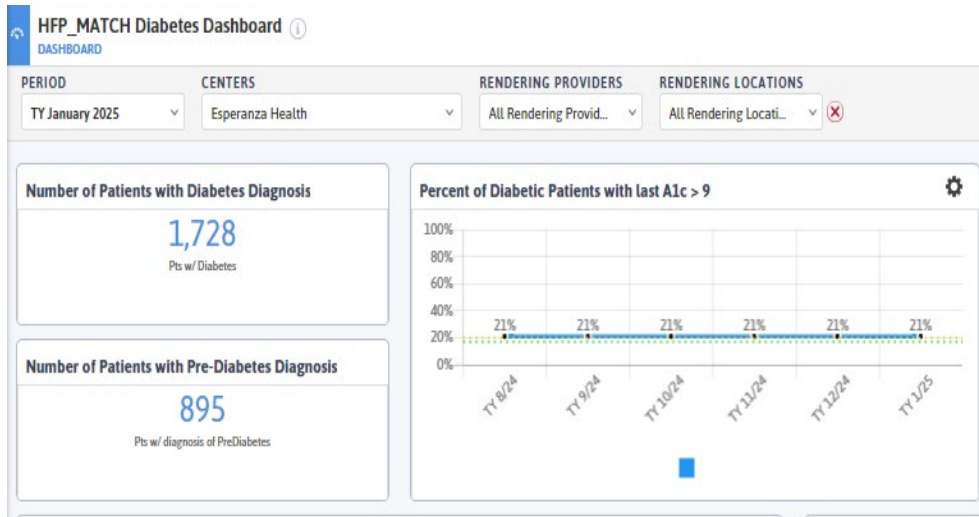 HFP_MATCH Diabetes Dashboard i
DASHBOARD
PERIOD CENTERS RENDERING PROVIDERS RENDERING LOCATIONS
TY January 2025 Esperanza Health All Rendering Provid... All Rendering Locati...
Number of Patients with Diabetes Diagnosis
1,728
Pts w/ Diabetes
Number of Patients with Pre-Diabetes Diagnosis
895
Pts w/ diagnosis of PreDiabetes
Percent of Diabetic Patients with last A1c > 9
100%
80%
60%
40%
20%
0%
21% 21% 21% 21% 21% 21%
TY 8/24 TY 9/24 TY 10/24 TY 11/24 TY 12/24 TY 1/25